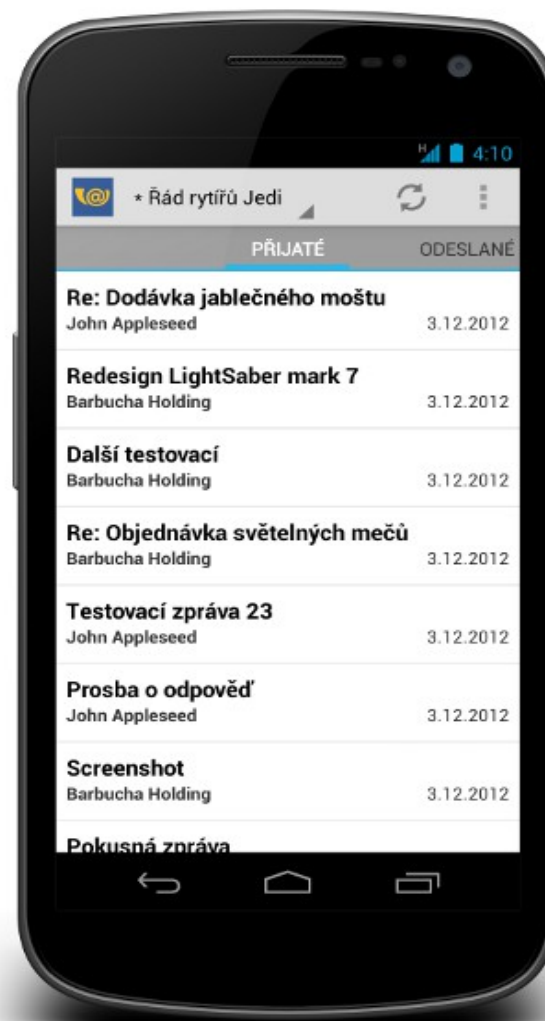 H 4:10
* Řád rytířů Jedi
PŘIJATÉ ODESLANÉ
Re: Dodávka jablečného moštu
John Appleseed 3.12.2012
Redesign LightSaber mark 7
Barbucha Holding 3.12.2012
Další testovací
Barbucha Holding 3.12.2012
Re: Objednávka světelných mečů
Barbucha Holding 3.12.2012
Testovací zpráva 23
John Appleseed 3.12.2012
Prosba o odpověď
John Appleseed 3.12.2012
Screenshot
Barbucha Holding 3.12.2012
Pokusná zpráva